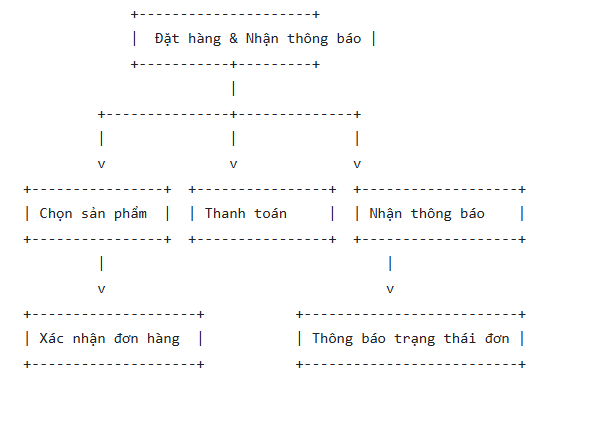 Đặt hàng & Nhận thông báo
v v v
Chọn sản phẩm Thanh toán Nhận thông báo
v v
Xác nhận đơn hàng Thông báo trạng thái đơn